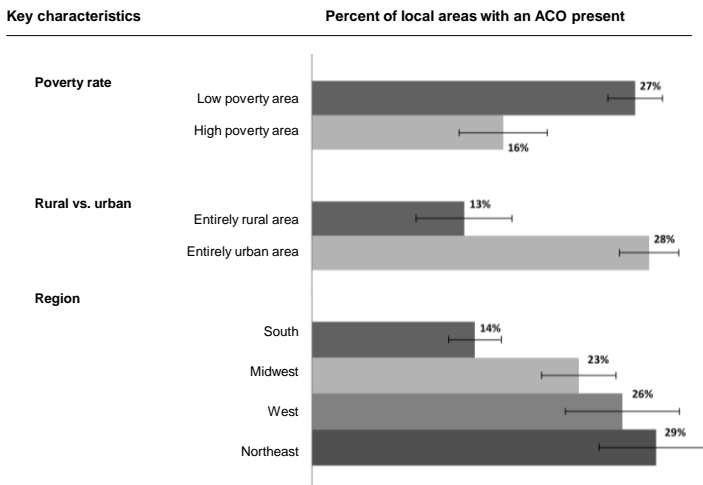 Key characteristics Percent of local areas with an ACO present
Poverty rate
Low poverty area 27%
High poverty area 16%
Rural vs. urban
Entirely rural area 13%
Entirely urban area 28%
Region
South 14%
Midwest 23%
West 26%
Northeast 29%